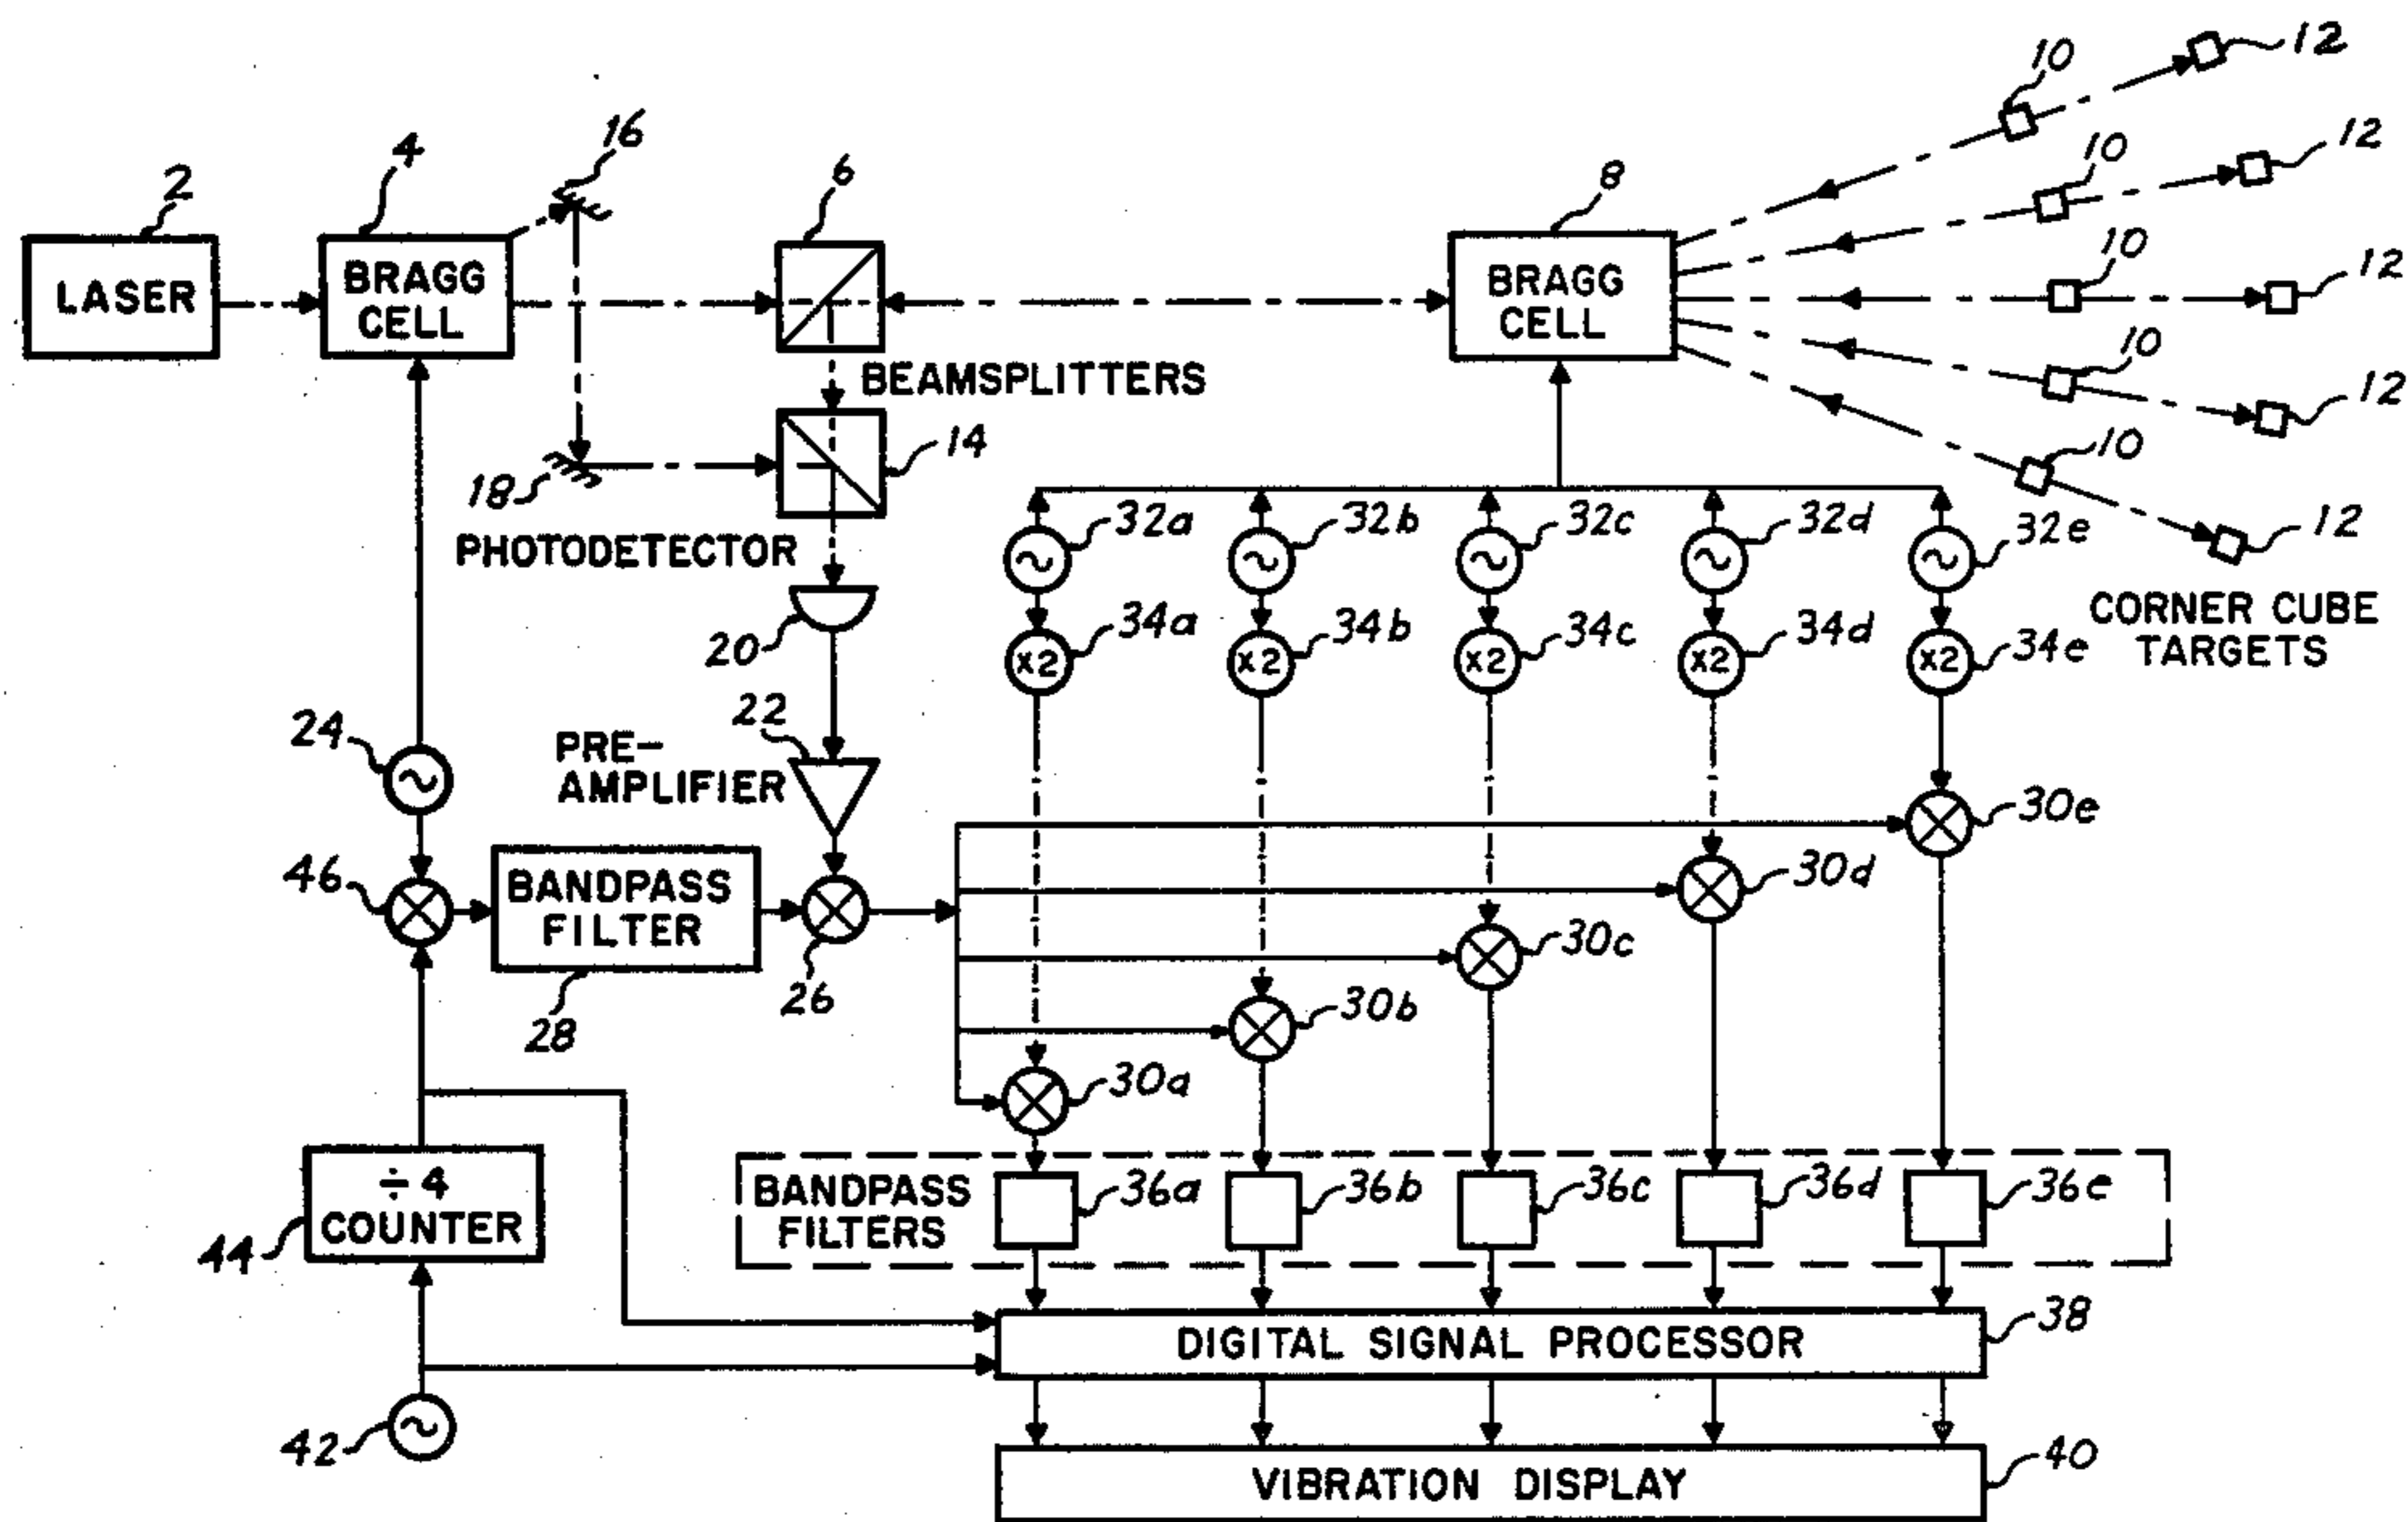 10
12
16
10
12
4
6
8
2
10
12
LASER
BRAGG
CELL
BRAGG
CELL
10
12
BEAMSPLITTERS
14
10
18
12
PHOTODETECTOR
32a
32b
32c
32d
32e
20
34a
34b
34c
34d
34e
x2
x2
x2
x2
x2
CORNER CUBE
TARGETS
24
22
PRE-
AMPLIFIER
30e
46
BANDPASS
FILTER
28
26
30d
30c
30b
30a
÷4
COUNTER
44
BANDPASS
FILTERS
36a
36b
36c
36d
36e
DIGITAL SIGNAL PROCESSOR
38
42
VIBRATION DISPLAY
40